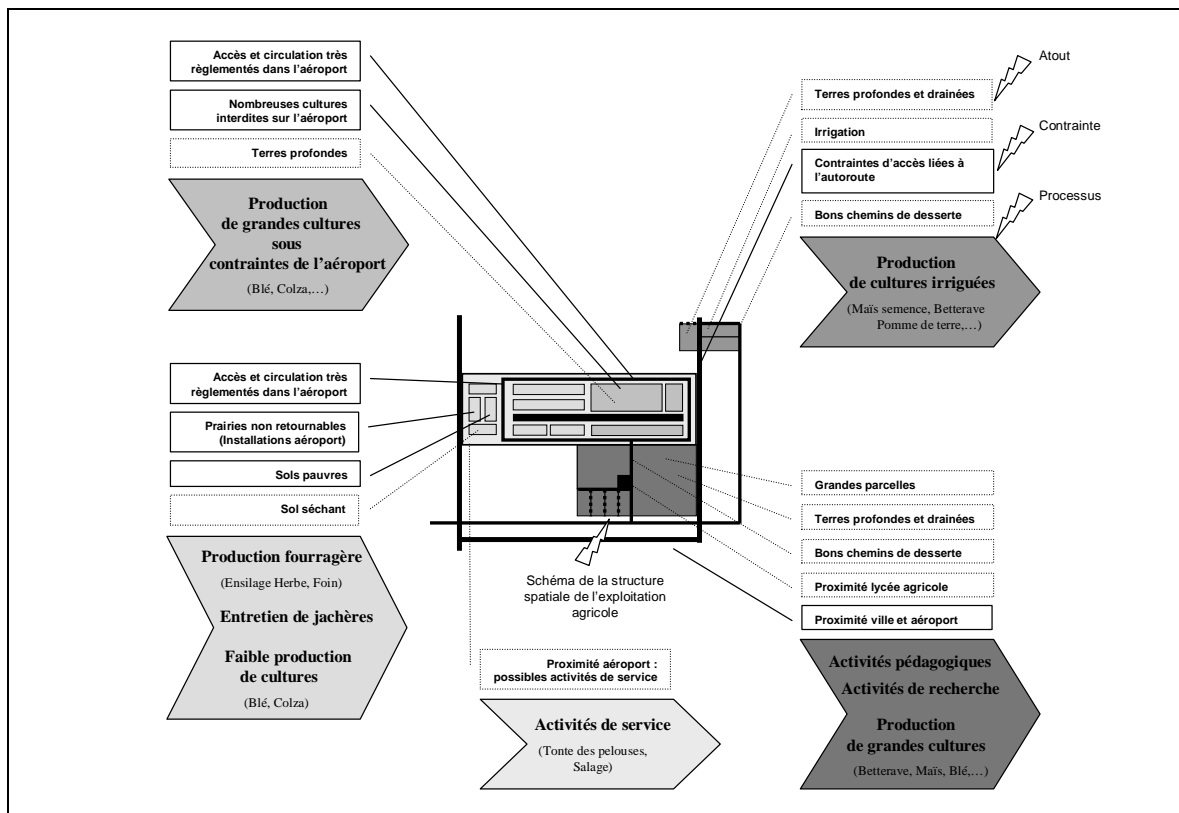 Accès et circulation très
règlementés dans l'aéroport
Nombreuses cultures
interdites sur l'aéroport
Terres profondes
Production
de grandes cultures
sous
contraintes de l'aéroport
(Blé, Colza,…)
Atout
Terres profondes et drainées
Irrigation
Contrainte
Contraintes d'accès liées à
l'autoroute
Processus
Bons chemins de desserte
Production
de cultures irriguées
(Maïs semence, Betterave
Pomme de terre,…)
Accès et circulation très
règlementés dans l'aéroport
Prairies non retournables
(Installations aéroport)
Sols pauvres
Sol séchant
Production fourragère
(Ensilage Herbe, Foin)
Entretien de jachères
Faible production
de cultures
(Blé, Colza)
Schéma de la structure
spatiale de l'exploitation
agricole
Proximité aéroport :
possibles activités de service
Activités de service
(Tonte des pelouses,
Salage)
Grandes parcelles
Terres profondes et drainées
Bons chemins de desserte
Proximité lycée agricole
Proximité ville et aéroport
Activités pédagogiques
Activités de recherche
Production
de grandes cultures
(Betterave, Maïs, Blé,…)